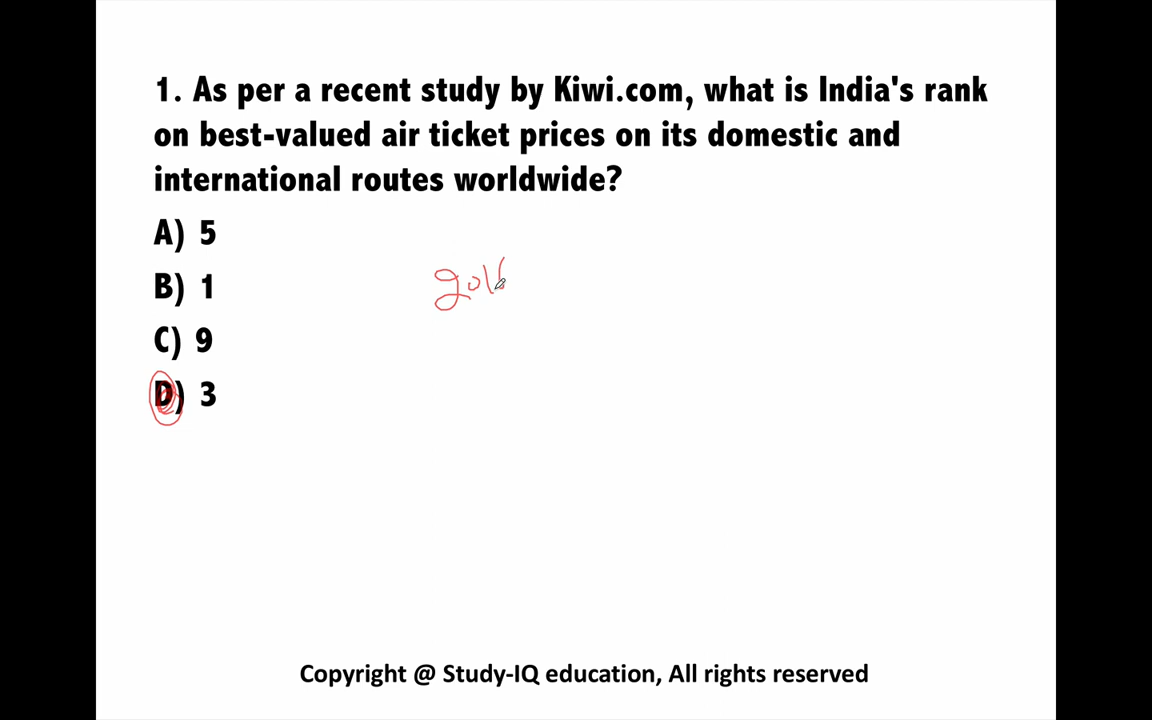 1. As per a recent study by Kiwi.com, what is India's rank
on best-valued air ticket prices on its domestic and
international routes worldwide?
A) 5
B) 1
2016
C) 9
D) 3
Copyright @ Study-IQ education, All rights reserved